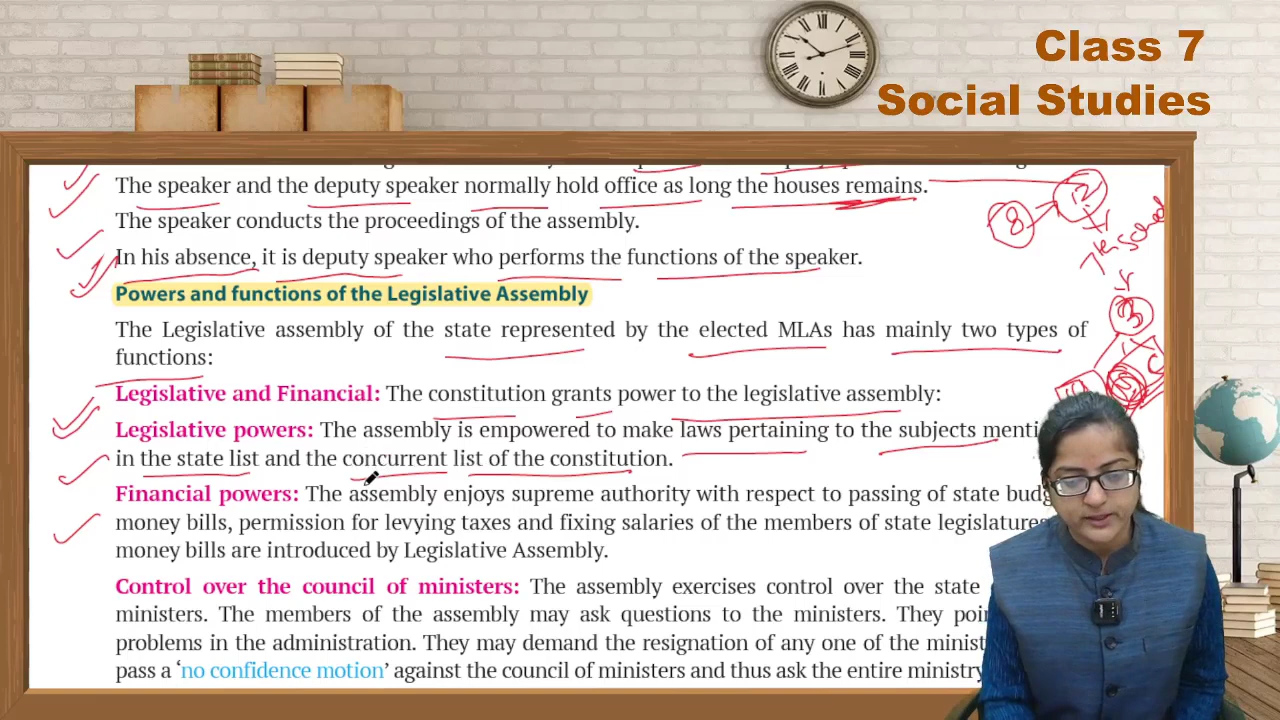 Class 7
Social Studies
The speaker and the deputy speaker normally hold office as long the houses remains.
The speaker conducts the proceedings of the assembly.
In his absence, it is deputy speaker who performs the functions of the speaker.
Powers and functions of the Legislative Assembly
The Legislative assembly of the state represented by the elected MLAs has mainly two types of
functions:
Legislative and Financial: The constitution grants power to the legislative assembly:
Legislative powers: The assembly is empowered to make laws pertaining to the subjects menti
in the state list and the concurrent list of the constitution.
Financial powers: The assembly enjoys supreme authority with respect to passing of state budg
money bills, permission for levying taxes and fixing salaries of the members of state legislatures
money bills are introduced by Legislative Assembly.
Control over the council of ministers: The assembly exercises control over the state
ministers. The members of the assembly may ask questions to the ministers. They poin
problems in the administration. They may demand the resignation of any one of the minist
pass a ‘no confidence motion’ against the council of ministers and thus ask the entire ministry
8
12
7th Sched
3